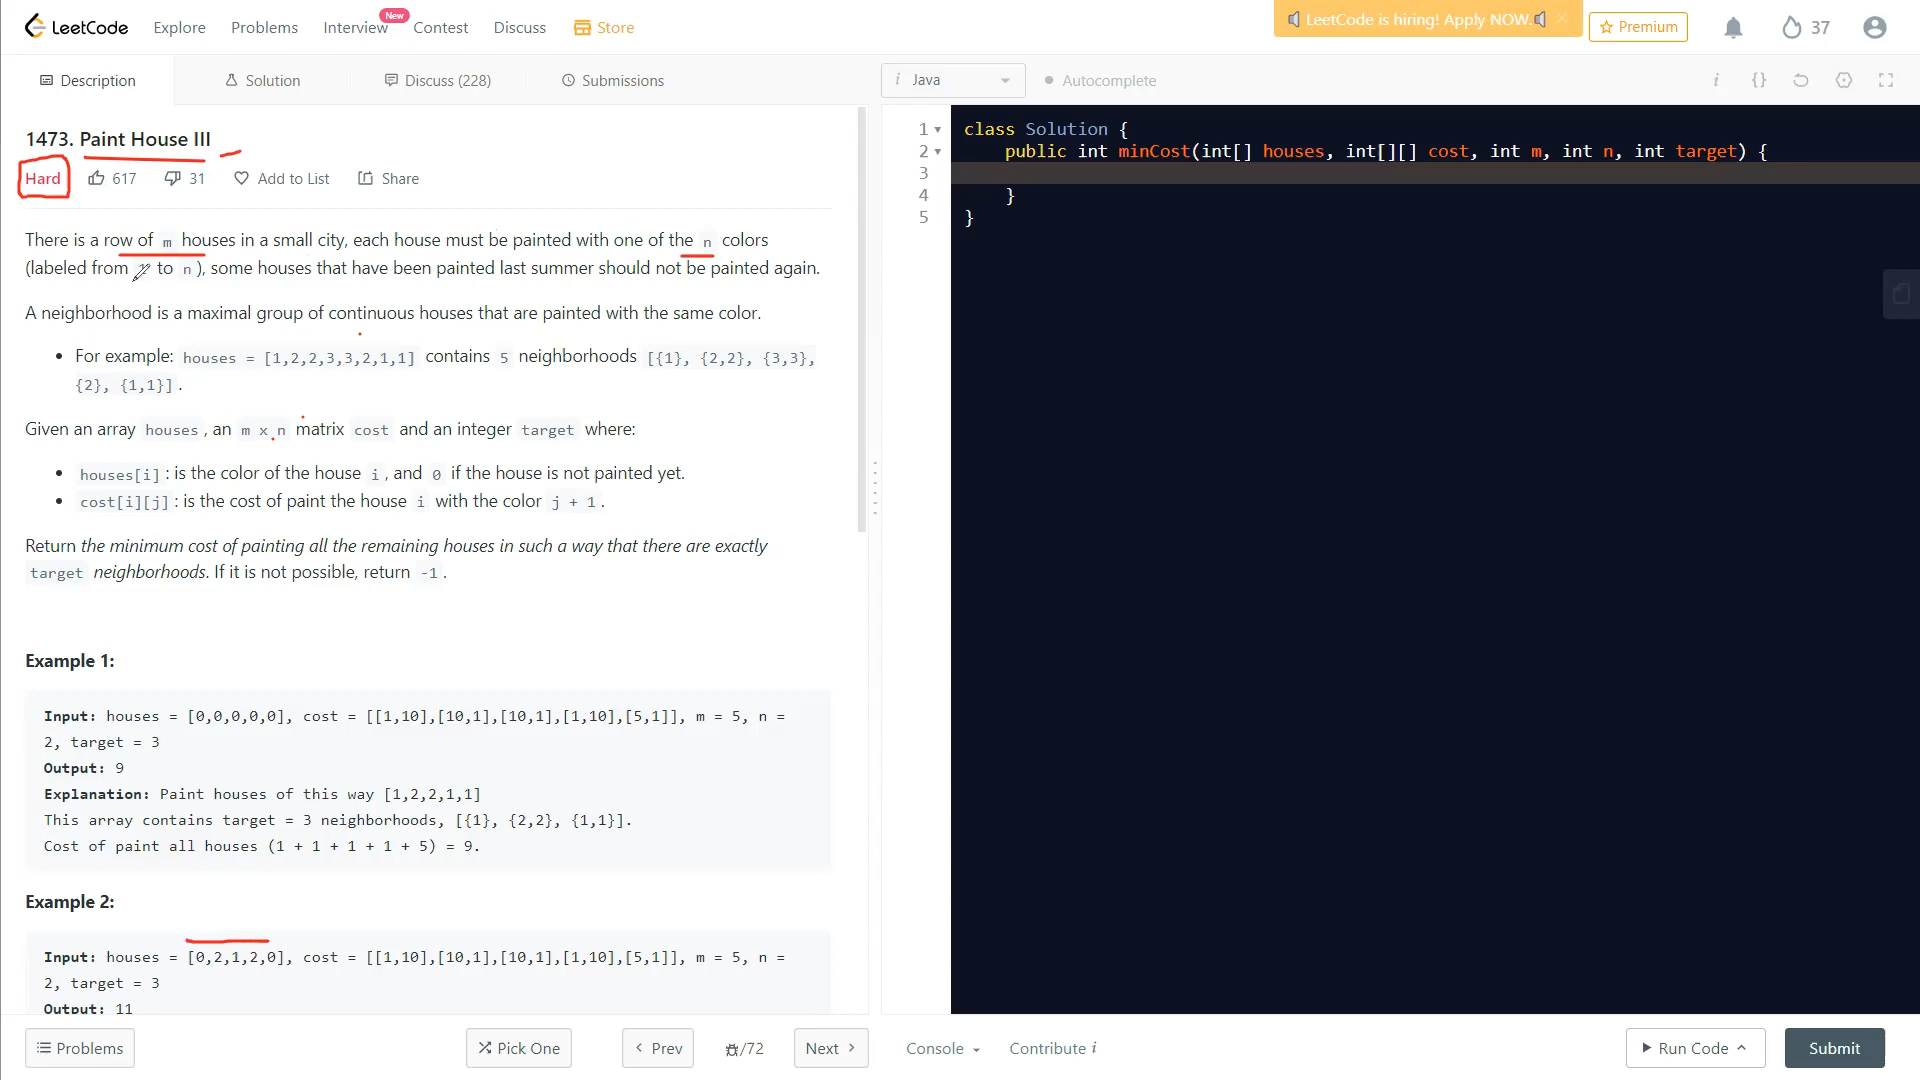 LeetCode Explore Problems Interview New Contest Discuss Store LeetCode is hiring! Apply NOW. Premium 37
Description Solution Discuss (228) Submissions i Java Autocomplete i {}
1473. Paint House III
Hard 617 31 Add to List Share
There is a row of m houses in a small city, each house must be painted with one of the n colors
(labeled from to n ), some houses that have been painted last summer should not be painted again.
A neighborhood is a maximal group of continuous houses that are painted with the same color.
• For example: houses = [1,2,2,3,3,2,1,1] contains 5 neighborhoods [{1}, {2,2}, {3,3},
{2}, {1,1}] .
Given an array houses , an m x n matrix cost and an integer target where:
• houses[i] : is the color of the house i , and 0 if the house is not painted yet.
• cost[i][j] : is the cost of paint the house i with the color j + 1 .
Return the minimum cost of painting all the remaining houses in such a way that there are exactly
target neighborhoods. If it is not possible, return -1 .
Example 1:
Input: houses = [0,0,0,0,0], cost = [[1,10],[10,1],[10,1],[1,10],[5,1]], m = 5, n =
2, target = 3
Output: 9
Explanation: Paint houses of this way [1,2,2,1,1]
This array contains target = 3 neighborhoods, [{1}, {2,2}, {1,1}].
Cost of paint all houses (1 + 1 + 1 + 1 + 5) = 9.
Example 2:
Input: houses = [0,2,1,2,0], cost = [[1,10],[10,1],[10,1],[1,10],[5,1]], m = 5, n =
2, target = 3
Output: 11
1 class Solution {
2 public int minCost(int[] houses, int[][] cost, int m, int n, int target) {
3
4 }
5 }
Problems Pick One Prev /72 Next Console Contribute i Run Code Submit